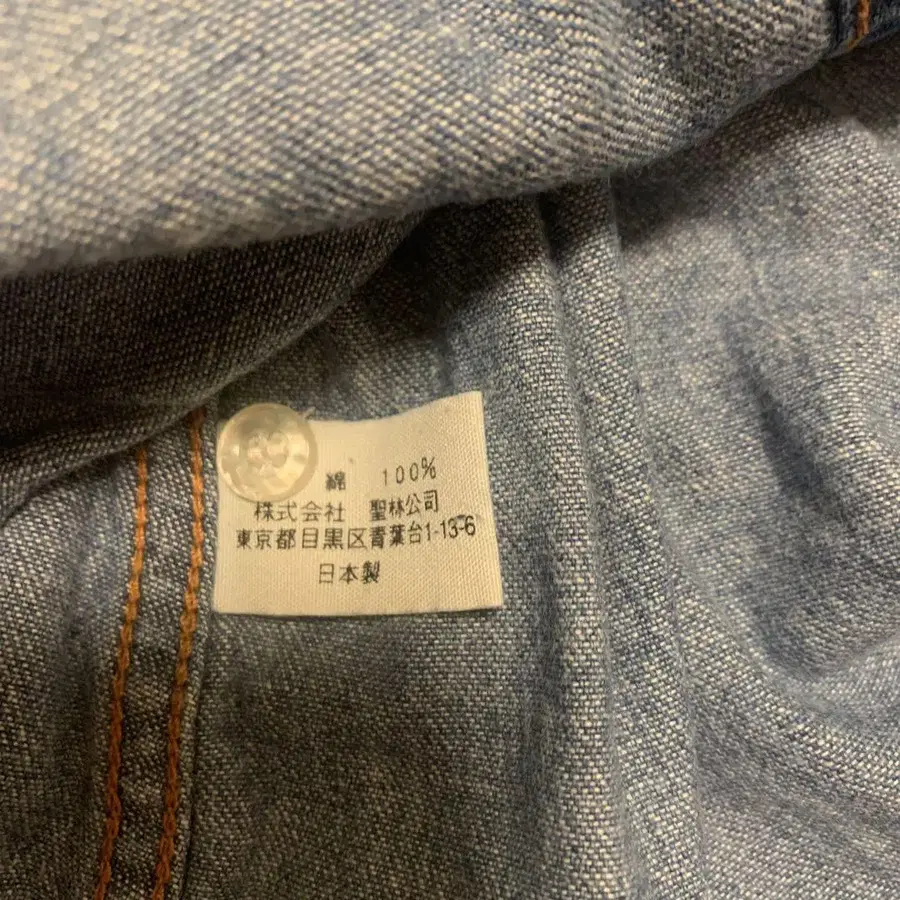 綿 100%
株式会社 聖林公司
東京都目黒区青葉台1-13-6
日本製